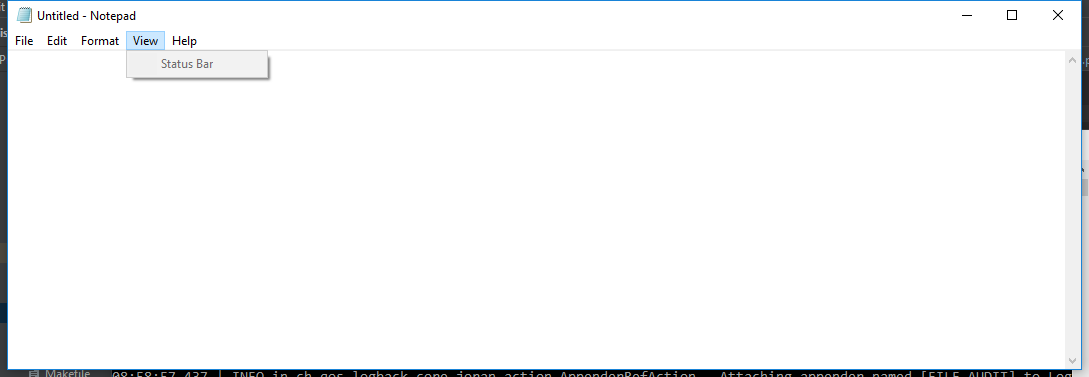 Untitled - Notepad
File Edit Format View Help
Status Bar
Makefile 08:58:57,437 | INFO in ch.qos.logback.core.joran.action.AppenderRefAction - Attaching appender named [FILE_AUDIT] to Log